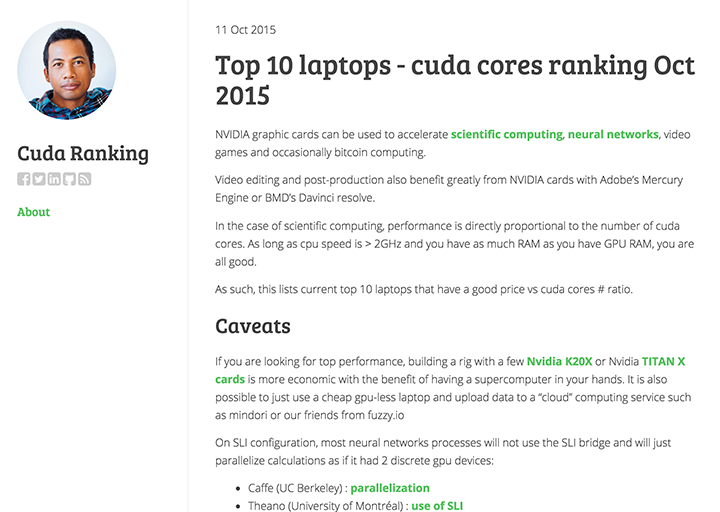 Cuda Ranking
About
11 Oct 2015
Top 10 laptops - cuda cores ranking Oct
2015
NVIDIA graphic cards can be used to accelerate scientific computing, neural networks, video
games and occasionally bitcoin computing.
Video editing and post-production also benefit greatly from NVIDIA cards with Adobe's Mercury
Engine or BMD's Davinci resolve.
In the case of scientific computing, performance is directly proportional to the number of cuda
cores. As long as cpu speed is > 2GHz and you have as much RAM as you have GPU RAM, you are
all good.
As such, this lists current top 10 laptops that have a good price vs cuda cores # ratio.
Caveats
If you are looking for top performance, building a rig with a few Nvidia K20X or Nvidia TITAN X
cards is more economic with the benefit of having a supercomputer in your hands. It is also
possible to just use a cheap gpu-less laptop and upload data to a "cloud" computing service such
as mindori or our friends from fuzzy.io
On SLI configuration, most neural networks processes will not use the SLI bridge and will just
parallelize calculations as if it had 2 discrete gpu devices:
• Caffe (UC Berkeley) : parallelization
• Theano (University of Montréal) : use of SLI